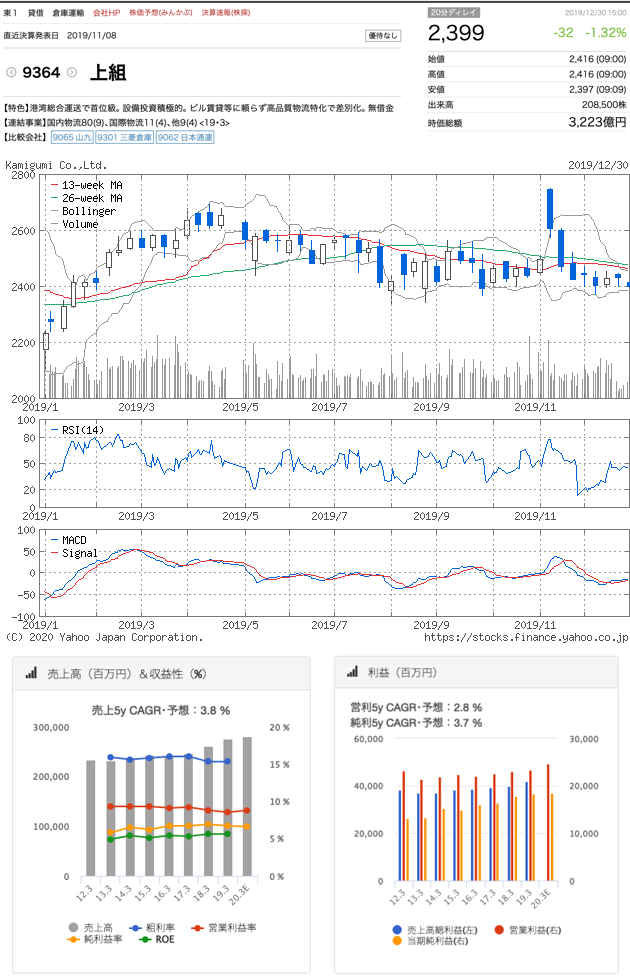 東１ 貸借 倉庫運輸 会社HP 株価予想(みんかぶ) 決算速報(株探)
直近決算発表日 2019/11/08 優待なし
9364 上組
【特色】港湾総合運送で首位級。設備投資積極的。ビル賃貸等に頼らず高品質物流特化で差別化。無借金
【連結事業】国内物流80(9)、国際物流11(4)、他9(4) <19・3>
【比較会社】 9065 山九 9301 三菱倉庫 9062 日本通運
20分ディレイ 2019/12/30 15:00
2,399 -32 -1.32%
始値 2,416 (09:00)
高値 2,416 (09:00)
安値 2,397 (09:09)
出来高 208,500株
時価総額 3,223億円
Kamigumi Co.,Ltd. 2019/12/30
2800
2600
2400
2200
2000
13-week MA
26-week MA
Bollinger
Volume
2019/1 2019/3 2019/5 2019/7 2019/9 2019/11
100
80
50
20
0
RSI(14)
2019/1 2019/3 2019/5 2019/7 2019/9 2019/11
100
50
0
-50
-100
MACD
Signal
2019/1 2019/3 2019/5 2019/7 2019/9 2019/11
(C) 2020 Yahoo Japan Corporation. https://stocks.finance.yahoo.co.jp
売上高（百万円）＆収益性（%）
売上5y CAGR・予想：3.8 %
300,000
200,000
100,000
0
20 %
15 %
10 %
5 %
0 %
12.3 13.3 14.3 15.3 16.3 17.3 18.3 19.3 20.3E
売上高 粗利率 営業利益率
純利益率 ROE
利益（百万円）
営利5y CAGR・予想：2.8 %
純利5y CAGR・予想：3.7 %
60,000
40,000
20,000
0
30,000
20,000
10,000
0
12.3 13.3 14.3 15.3 16.3 17.3 18.3 19.3 20.3E
売上高総利益(左) 営業利益(右)
当期純利益(右)